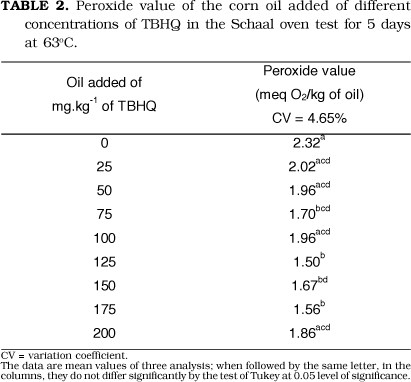 TABLE 2. Peroxide value of the corn oil added of different
concentrations of TBHQ in the Schaal oven test for 5 days
at 63ºC.
Oil added of
mg.kg⁻¹ of TBHQ
Peroxide value
(meq O₂/kg of oil)
CV = 4.65%
0 2.32ᵃ
25 2.02ᵃᶜᵈ
50 1.96ᵃᶜᵈ
75 1.70ᵇᶜᵈ
100 1.96ᵃᶜᵈ
125 1.50ᵇ
150 1.67ᵇᵈ
175 1.56ᵇ
200 1.86ᵃᶜᵈ
CV = variation coefficient.
The data are mean values of three analysis; when followed by the same letter, in the
columns, they do not differ significantly by the test of Tukey at 0.05 level of significance.